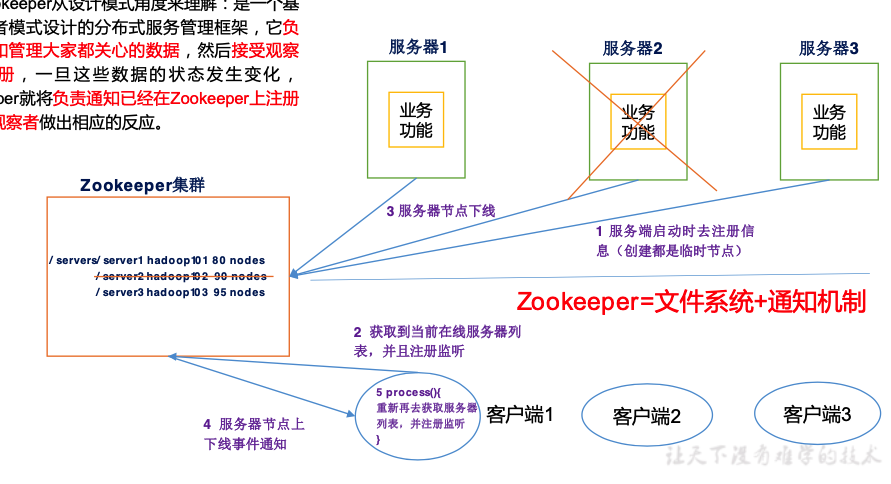 okeeper从设计模式角度来理解：是一个基
者模式设计的分布式服务管理框架，它负
和管理大家都关心的数据，然后接受观察
册，一旦这些数据的状态发生变化，
per就将负责通知已经在Zookeeper上注册
观察者做出相应的反应。
服务器1
服务器2
服务器3
业务
功能
业务
功能
业务
功能
Zookeeper集群
3 服务器节点下线
1 服务端启动时去注册信
息（创建都是临时节点）
/ servers/ server1 hadoop101 80 nodes
/ server2 hadoop102 90 nodes
/ server3 hadoop103 95 nodes
Zookeeper=文件系统+通知机制
2 获取到当前在线服务器列
表，并且注册监听
5 process(){
重新再去获取服务器
列表，并注册监听
}
客户端1
客户端2
客户端3
4 服务器节点上
下线事件通知
让天下没有难学的技术